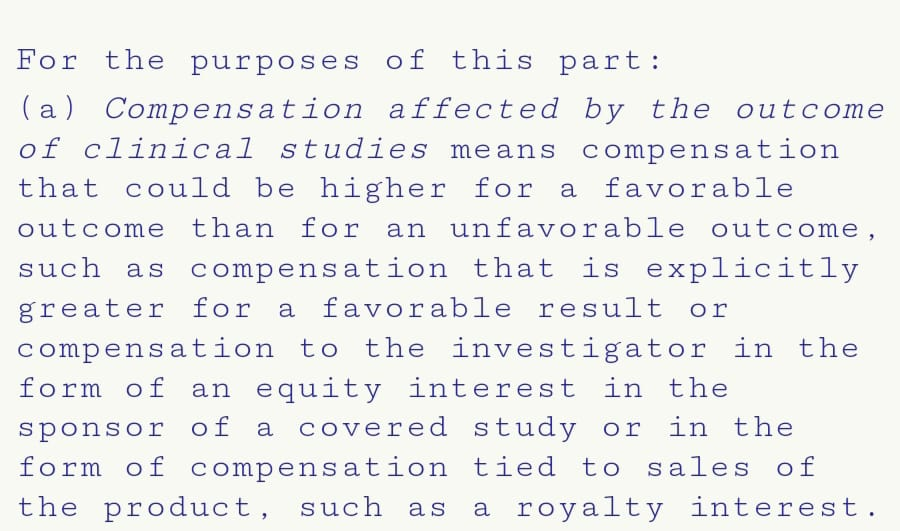 For the purposes of this part:
(a) Compensation affected by the outcome
of clinical studies means compensation
that could be higher for a favorable
outcome than for an unfavorable outcome,
such as compensation that is explicitly
greater for a favorable result or
compensation to the investigator in the
form of an equity interest in the
sponsor of a covered study or in the
form of compensation tied to sales of
the product, such as a royalty interest.